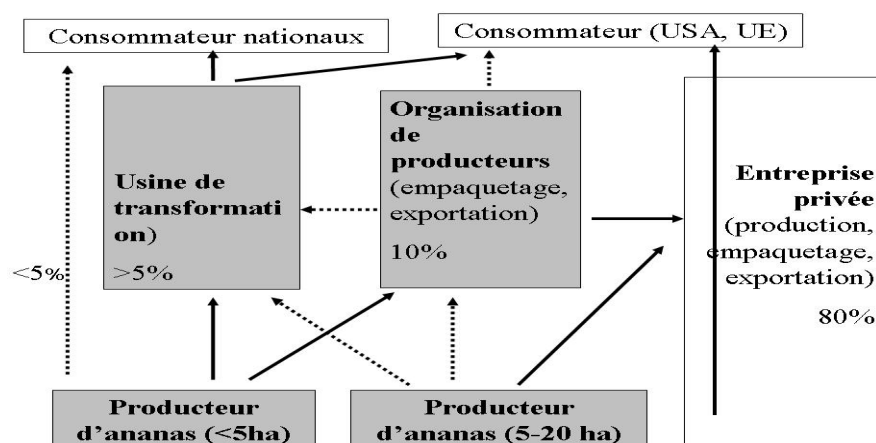 Consommateur nationaux
Consommateur (USA, UE)
Organisation
de
producteurs
(empaquetage,
exportation)
10%
Usine de
transformati
on)
>5%
<5%
Entreprise
privée
(production,
empaquetage,
exportation)
80%
Producteur
d’ananas (<5ha)
Producteur
d’ananas (5-20 ha)